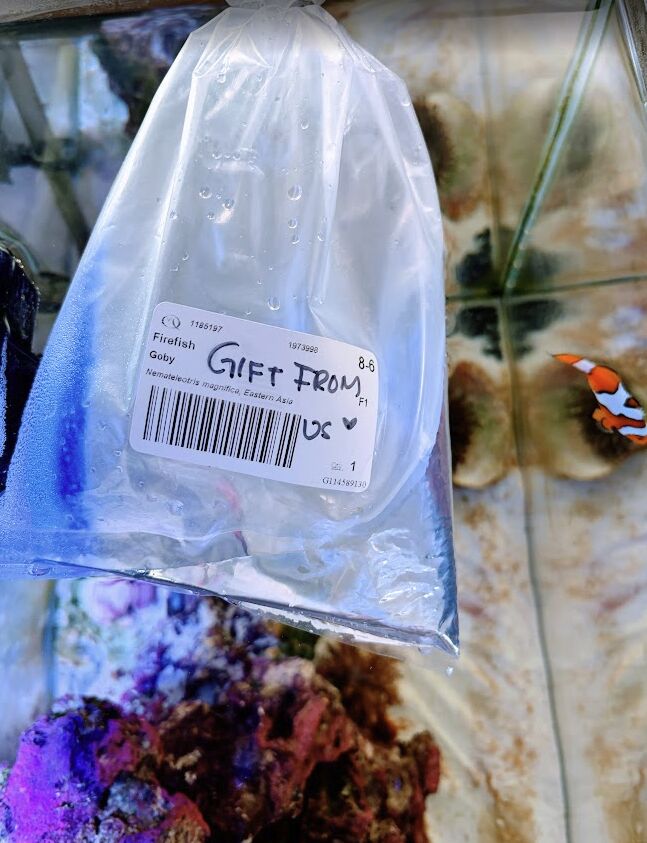 1185197
1973998
8-6
Firefish
Goby
GIFT FROM
F1
Nemateleotris magnifica, Eastern Asia
US
1
G114589130